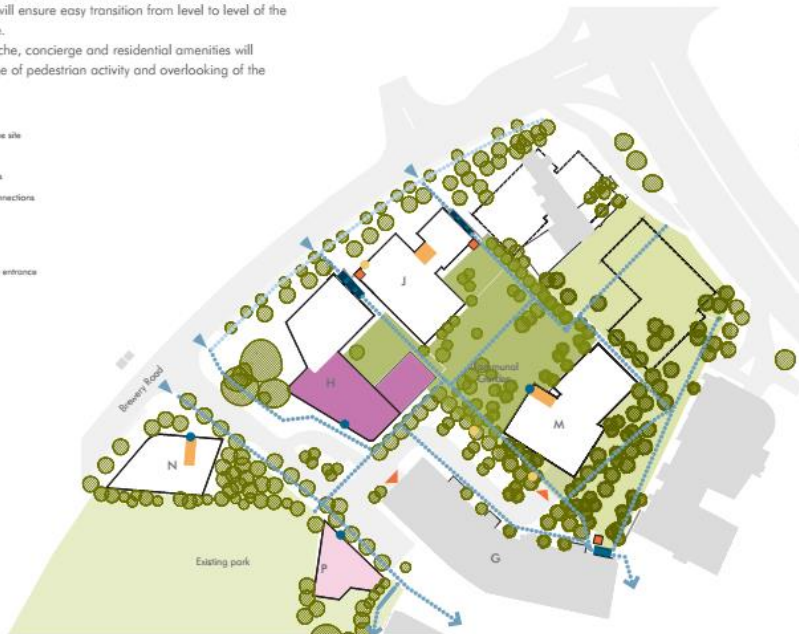 will ensure easy transition from level to level of the
che, concierge and residential amenities will
e of pedestrian activity and overlooking of the
e site
s
nnections
entrance
J
H
Communal
Garden
M
Brewery Road
N
G
Existing park
P